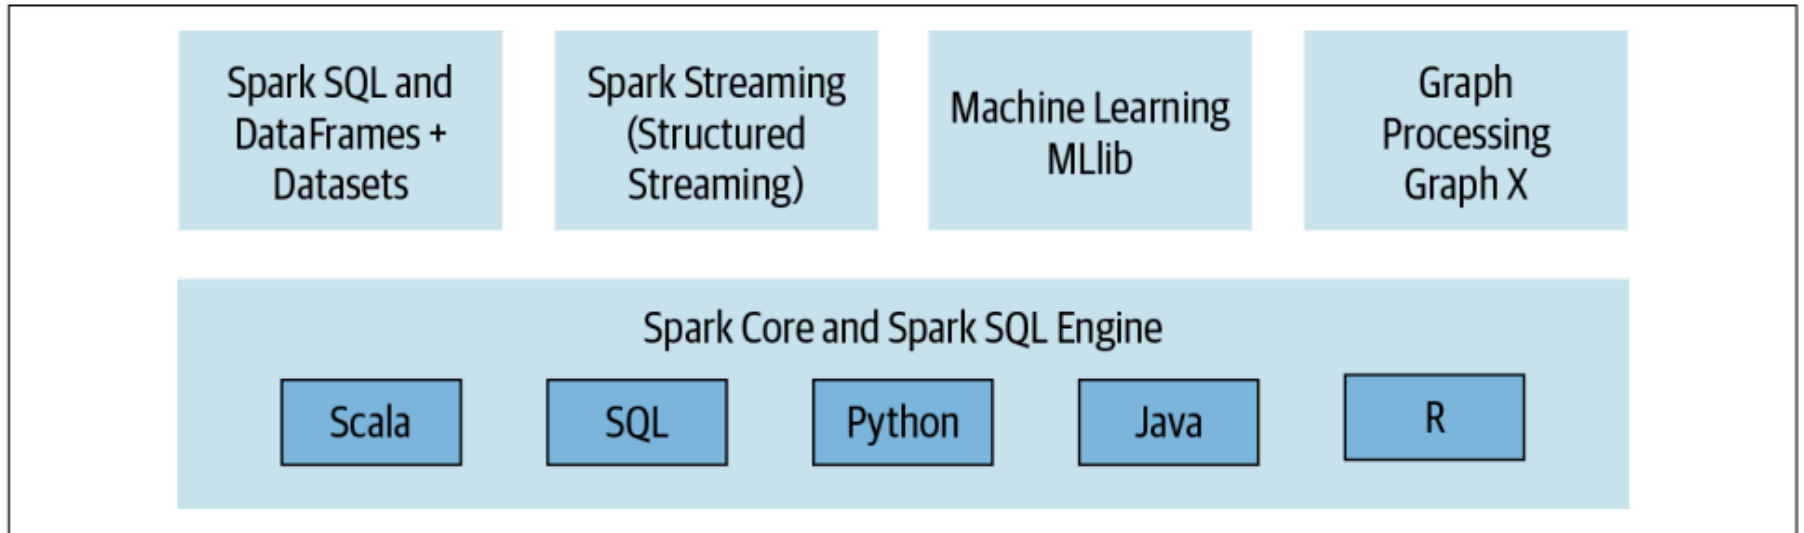 Spark SQL and
DataFrames +
Datasets
Spark Streaming
(Structured
Streaming)
Machine Learning
MLlib
Graph
Processing
Graph X
Spark Core and Spark SQL Engine
Scala
SQL
Python
Java
R